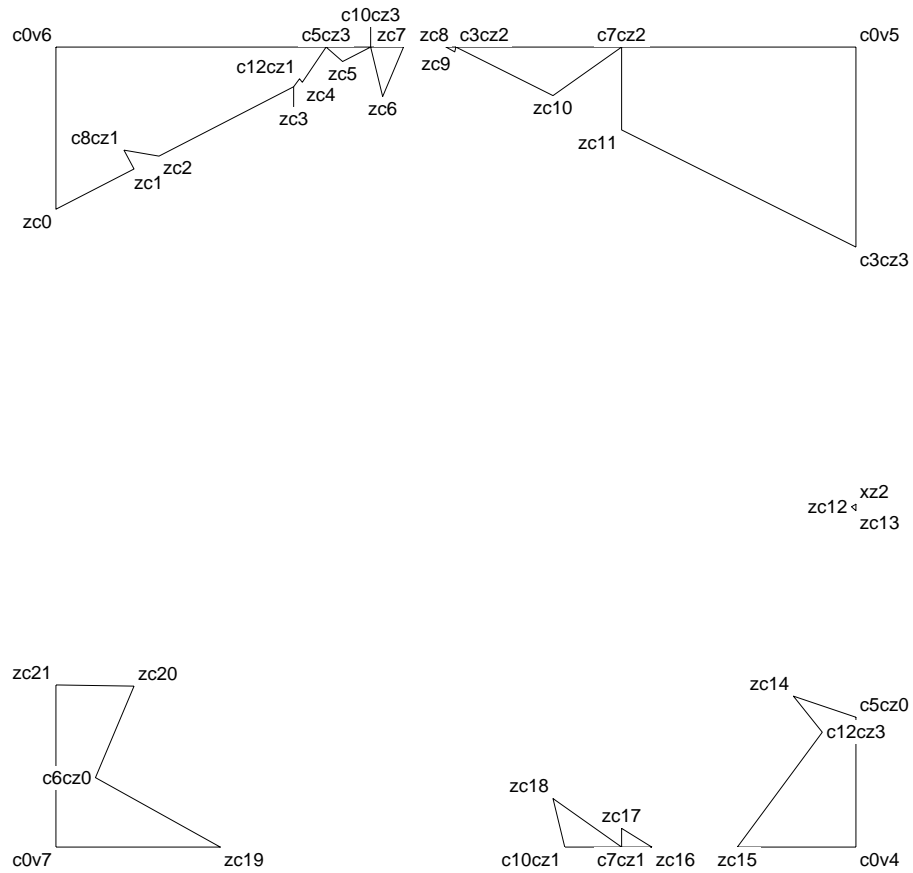 c10cz3
c0v6 c5cz3 zc7 zc8 c3cz2 c7cz2 c0v5
zc9
c12cz1 zc5
zc4
zc3 zc6 zc10
c8cz1 zc11
zc2
zc1
zc0
c3cz3
xz2
zc12
zc13
zc21 zc20 zc14
c5cz0
c12cz3
c6cz0
zc18
zc17
c0v7 zc19 c10cz1 c7cz1 zc16 zc15 c0v4